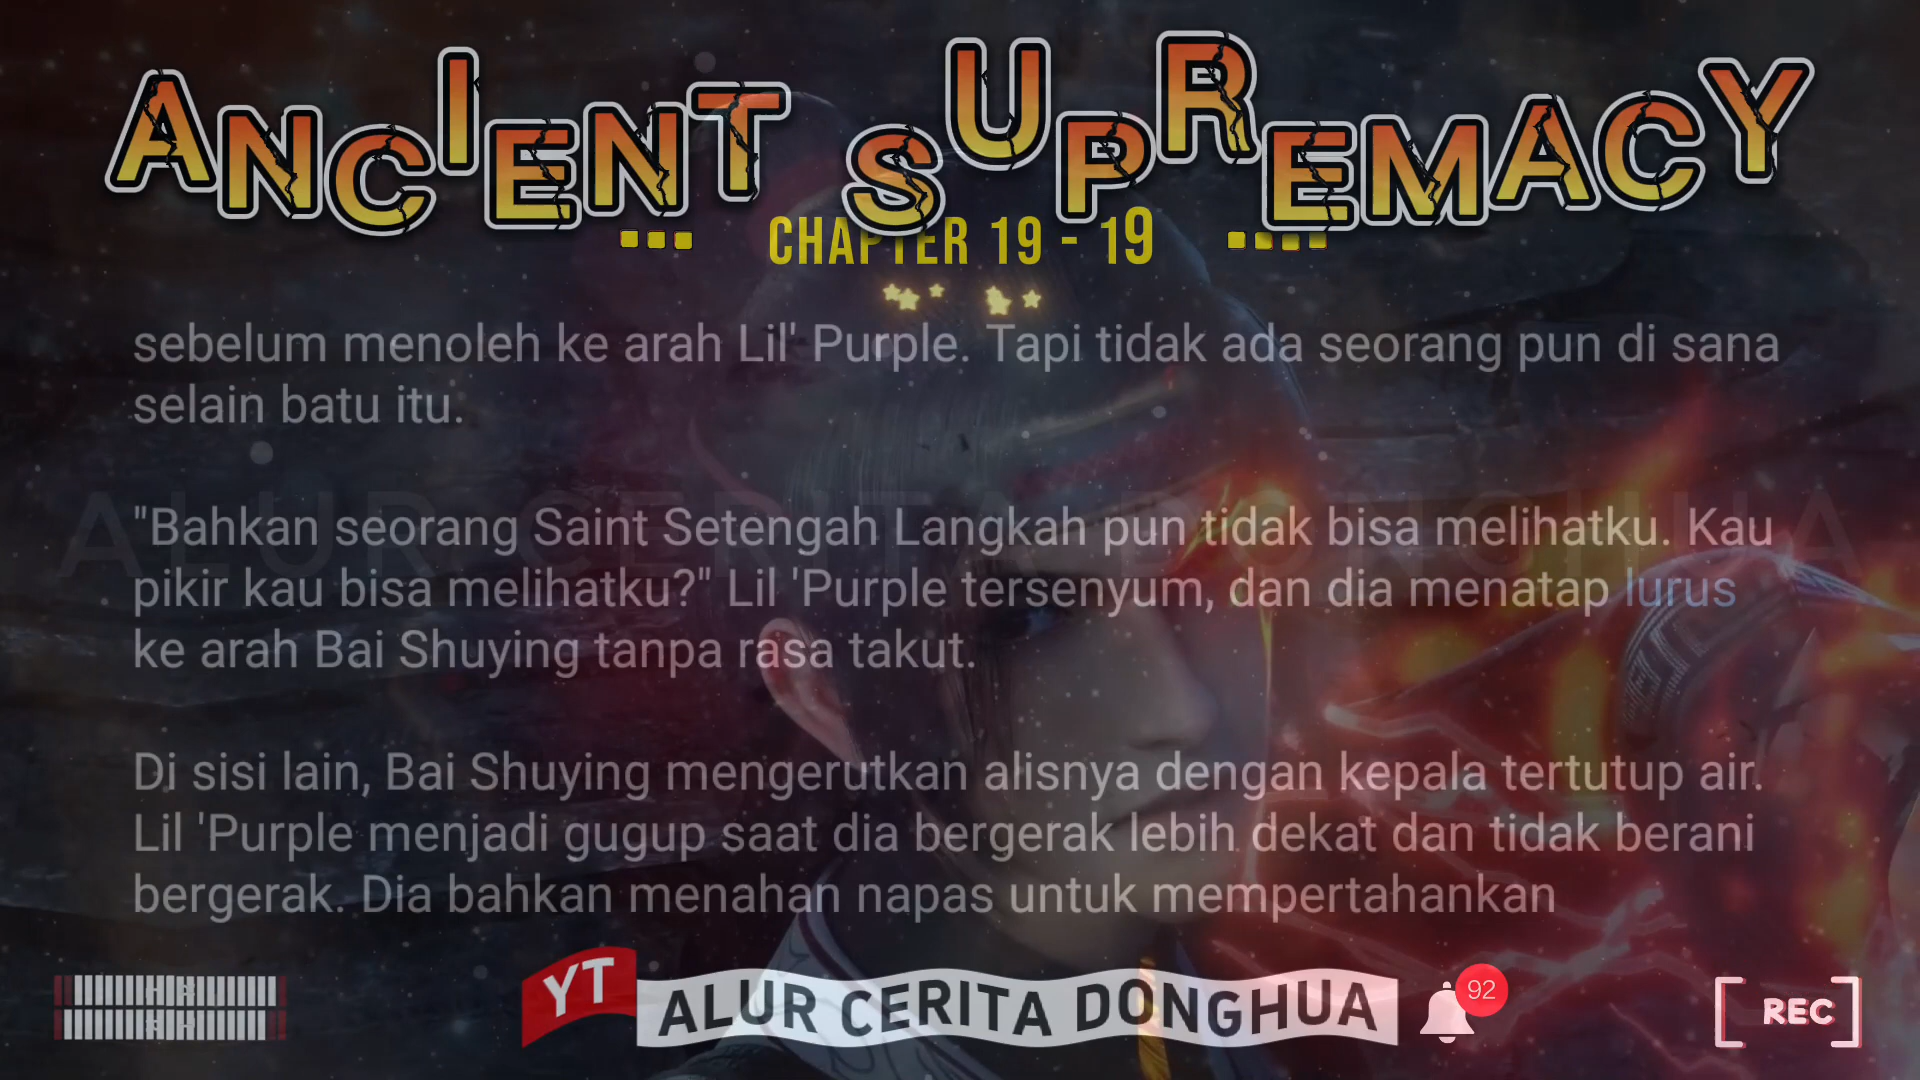 ANCIENT SUPREMACY
CHAPTER 19 - 19
sebelum menoleh ke arah Lil' Purple. Tapi tidak ada seorang pun di sana
selain batu itu.
"Bahkan seorang Saint Setengah Langkah pun tidak bisa melihatku. Kau
ALUR CERITA DONGHUA
pikir kau bisa melihatku?" Lil 'Purple tersenyum, dan dia menatap lurus
ke arah Bai Shuying tanpa rasa takut.
Di sisi lain, Bai Shuying mengerutkan alisnya dengan kepala tertutup air.
Lil 'Purple menjadi gugup saat dia bergerak lebih dekat dan tidak berani
bergerak. Dia bahkan menahan napas untuk mempertahankan
YT ALUR CERITA DONGHUA
92
REC